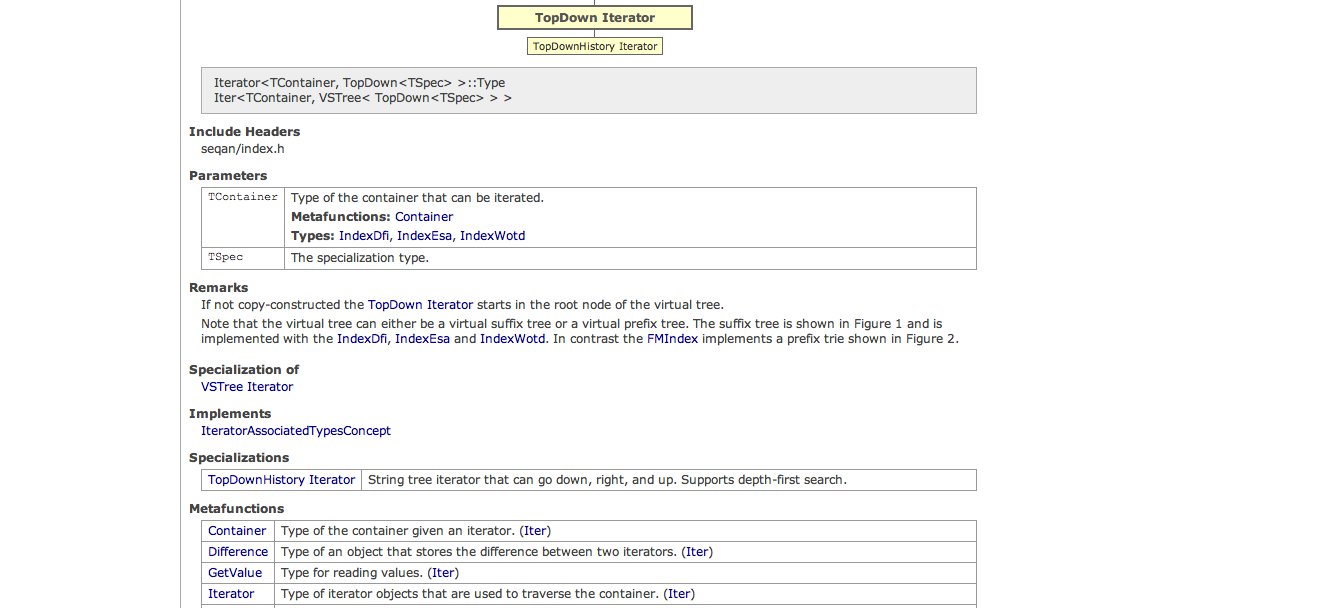 TopDown Iterator
TopDownHistory Iterator
Iterator<TContainer, TopDown<TSpec> >::Type
Iter<TContainer, VSTree< TopDown<TSpec> > >
Include Headers
seqan/index.h
Parameters
TContainer Type of the container that can be iterated.
Metafunctions: Container
Types: IndexDfi, IndexEsa, IndexWotd
TSpec The specialization type.
Remarks
If not copy-constructed the TopDown Iterator starts in the root node of the virtual tree.
Note that the virtual tree can either be a virtual suffix tree or a virtual prefix tree. The suffix tree is shown in Figure 1 and is
implemented with the IndexDfi, IndexEsa and IndexWotd. In contrast the FMIndex implements a prefix trie shown in Figure 2.
Specialization of
VSTree Iterator
Implements
IteratorAssociatedTypesConcept
Specializations
TopDownHistory Iterator String tree iterator that can go down, right, and up. Supports depth-first search.
Metafunctions
Container Type of the container given an iterator. (Iter)
Difference Type of an object that stores the difference between two iterators. (Iter)
GetValue Type for reading values. (Iter)
Iterator Type of iterator objects that are used to traverse the container. (Iter)